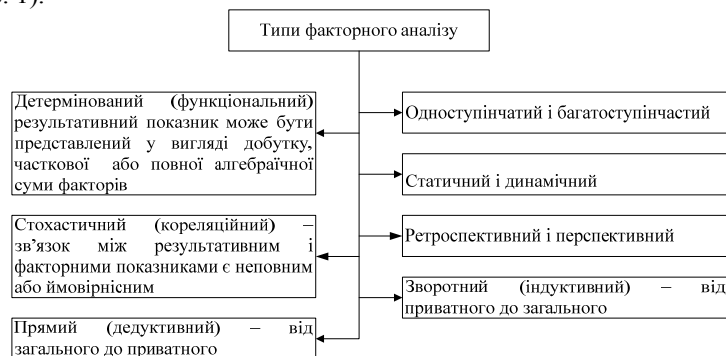 Типи факторного аналізу
Детермінований (функціональний)
результативний показник може бути
представлений у вигляді добутку,
часткової або повної алгебраїчної
суми факторів
Стохастичний (кореляційний) –
зв’язок між результативним і
факторними показниками є неповним
або ймовірнісним
Прямий (дедуктивний) – від
загального до приватного
Одноступінчатий і багатоступінчастий
Статичний і динамічний
Ретроспективний і перспективний
Зворотний (індуктивний) – від
приватного до загального